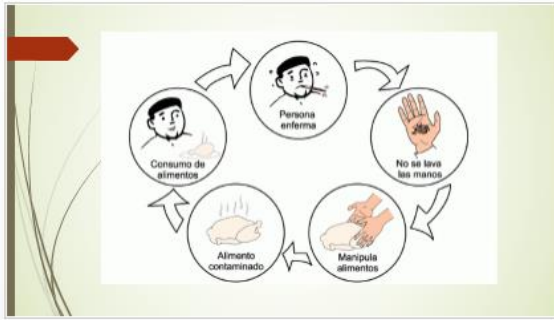 Persona
enferma
No se lava
las manos
Manipula
alimentos
Alimento
contaminado
Consumo de
alimentos